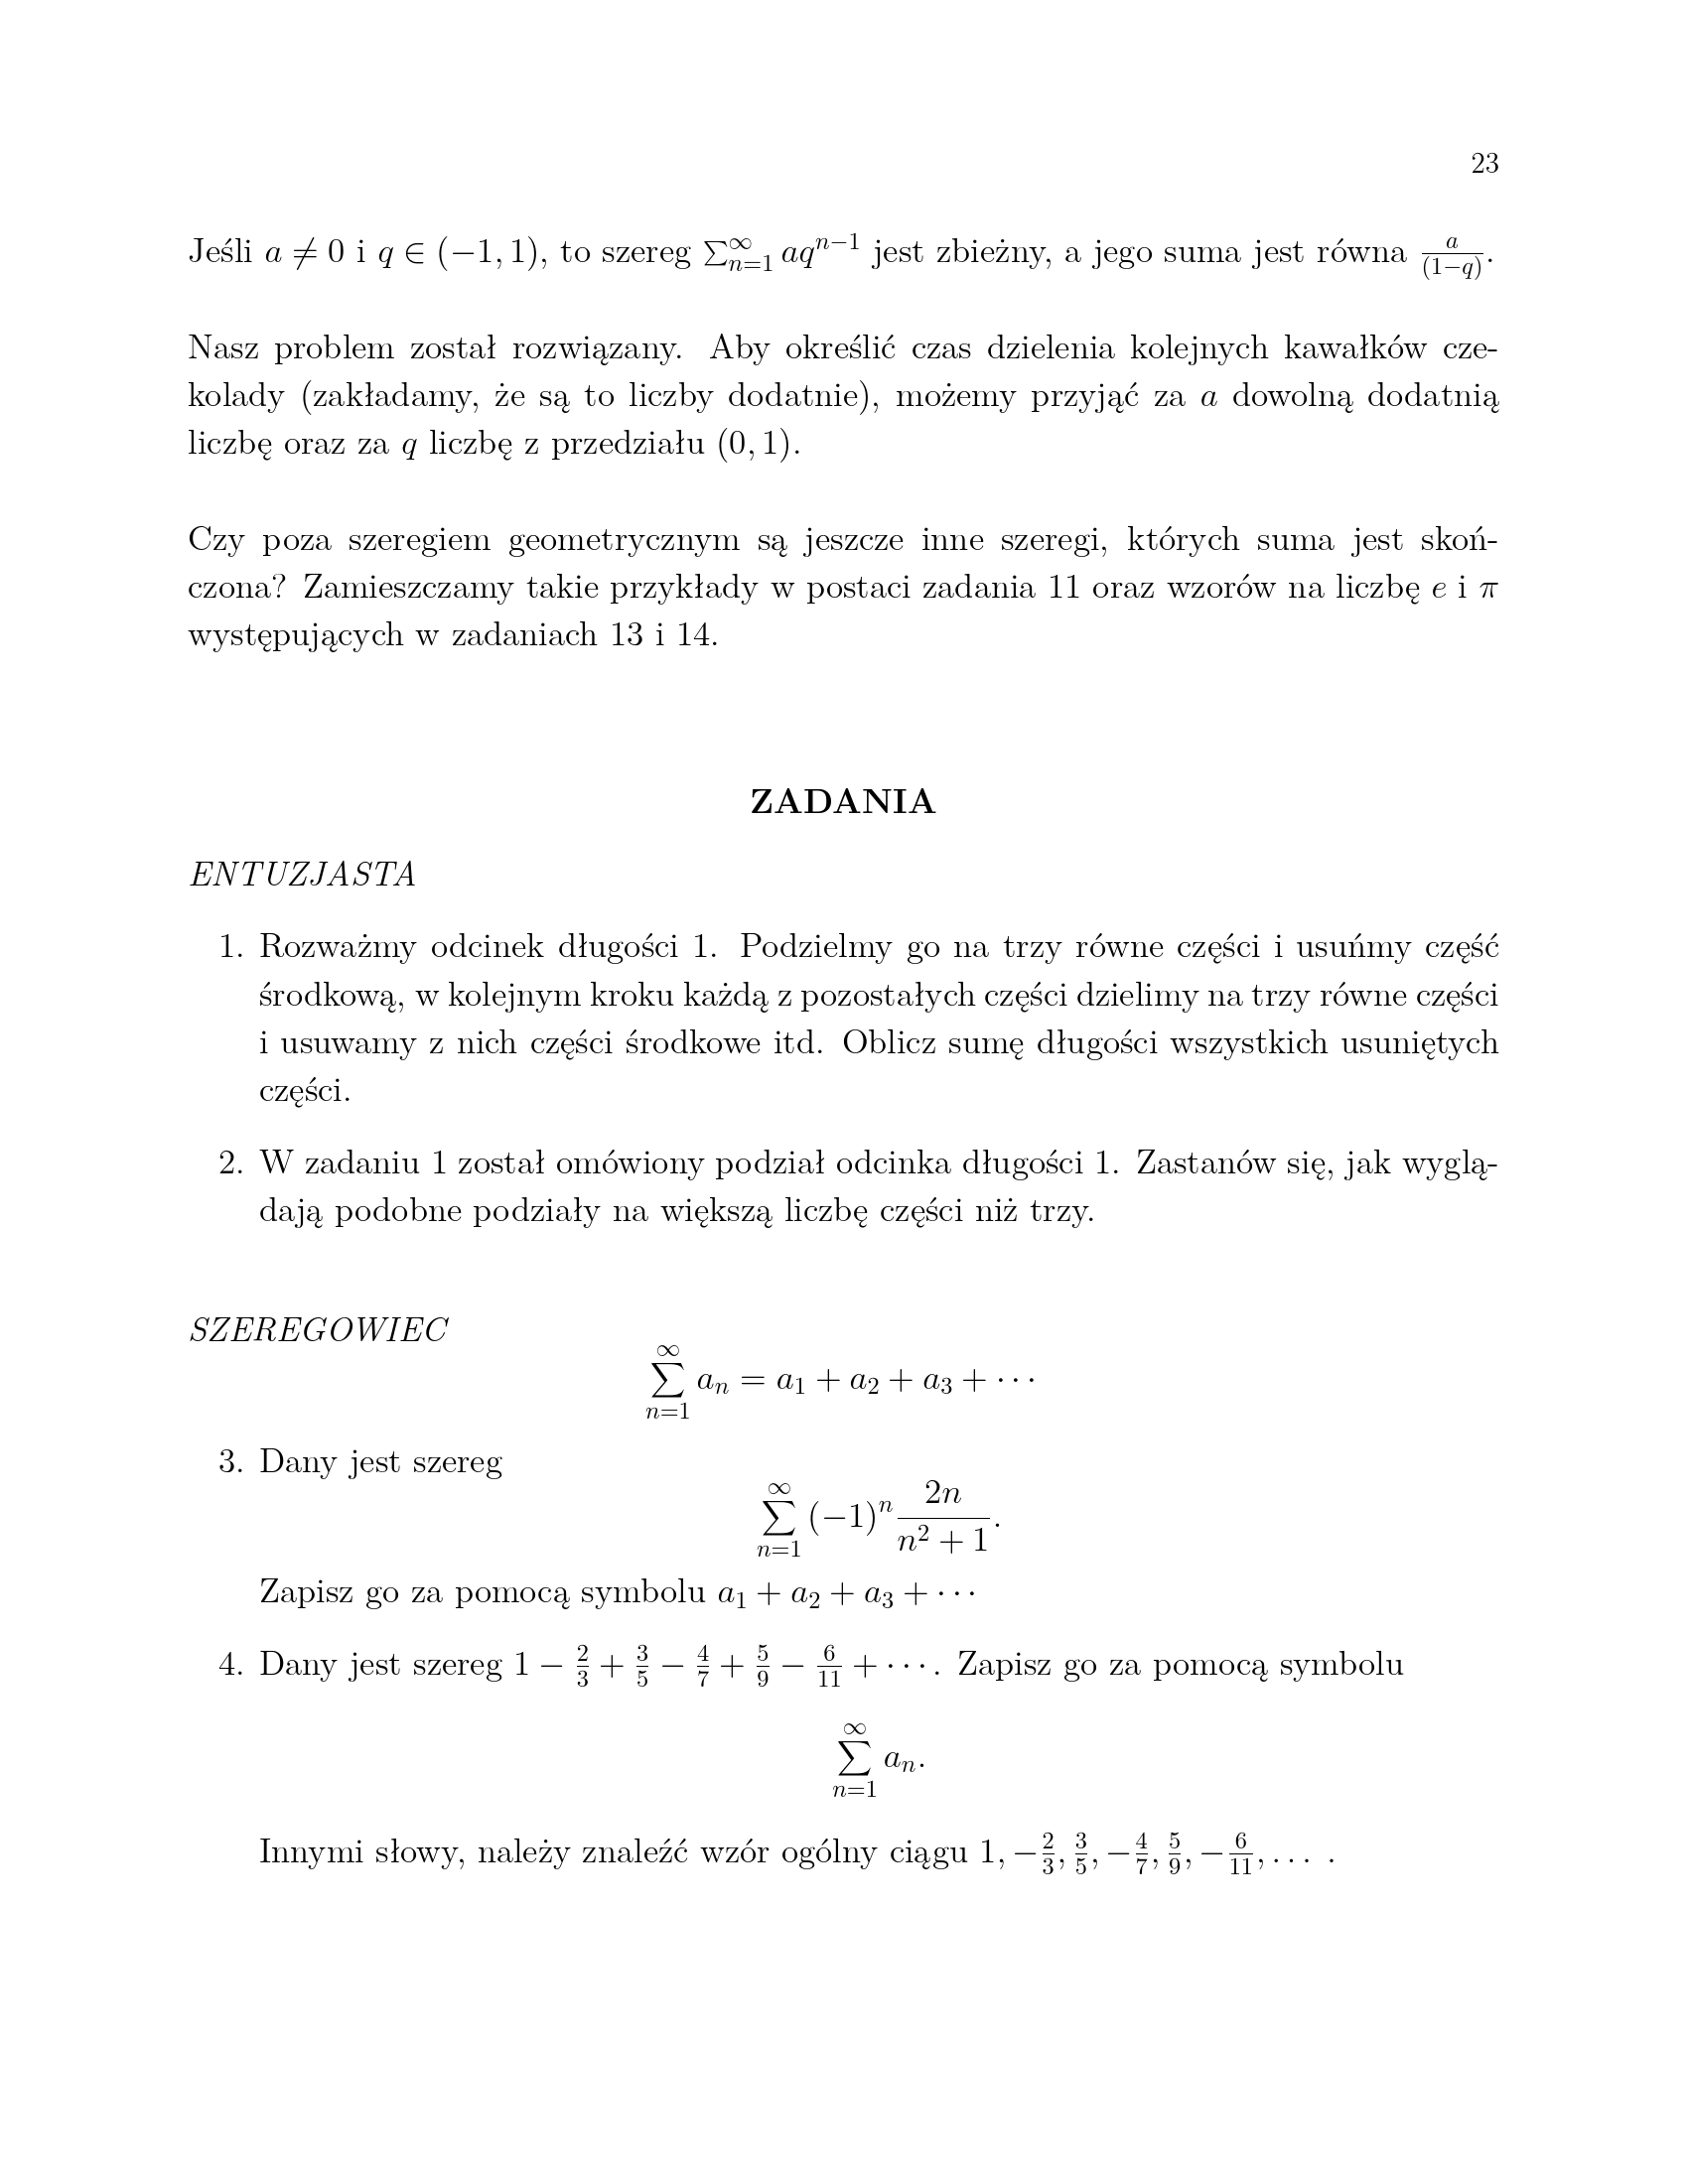 23
Jeśli $a \neq 0$ i $q \in (-1, 1)$, to szereg $\sum_{n=1}^{\infty} aq^{n-1}$ jest zbieżny, a jego suma jest równa $\frac{a}{(1-q)}$.
Nasz problem został rozwiązany. Aby określić czas dzielenia kolejnych kawałków cze-
kolady (zakładamy, że są to liczby dodatnie), możemy przyjąć za $a$ dowolną dodatnią
liczbę oraz za $q$ liczbę z przedziału $(0, 1)$.
Czy poza szeregiem geometrycznym są jeszcze inne szeregi, których suma jest skoń-
czona? Zamieszczamy takie przykłady w postaci zadania 11 oraz wzorów na liczbę $e$ i $\pi$
występujących w zadaniach 13 i 14.
ZADANIA
ENTUZJASTA
1. Rozważmy odcinek długości 1. Podzielmy go na trzy równe części i usuńmy część
środkową, w kolejnym kroku każdą z pozostałych części dzielimy na trzy równe części
i usuwamy z nich części środkowe itd. Oblicz sumę długości wszystkich usuniętych
części.
2. W zadaniu 1 został omówiony podział odcinka długości 1. Zastanów się, jak wyglą-
dają podobne podziały na większą liczbę części niż trzy.
SZEREGOWIEC
$\sum_{n=1}^{\infty} a_n = a_1 + a_2 + a_3 + \cdots$
3. Dany jest szereg
$\sum_{n=1}^{\infty} (-1)^n \frac{2n}{n^2+1}.$
Zapisz go za pomocą symbolu $a_1 + a_2 + a_3 + \cdots$
4. Dany jest szereg $1 - \frac{2}{3} + \frac{3}{5} - \frac{4}{7} + \frac{5}{9} - \frac{6}{11} + \cdots$. Zapisz go za pomocą symbolu
$\sum_{n=1}^{\infty} a_n.$
Innymi słowy, należy znaleźć wzór ogólny ciągu $1, -\frac{2}{3}, \frac{3}{5}, -\frac{4}{7}, \frac{5}{9}, -\frac{6}{11}, \ldots$ .